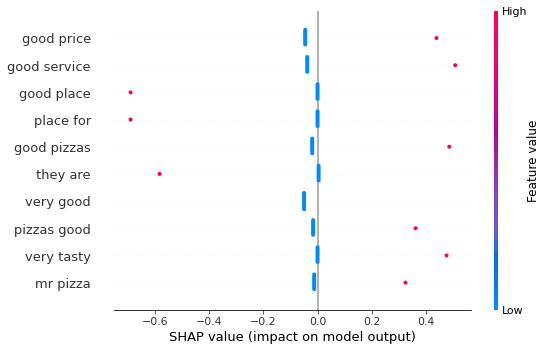 High
good price
good service
good place
place for
good pizzas
they are
very good
pizzas good
very tasty
mr pizza
Feature value
Low
−0.6 −0.4 −0.2 0.0 0.2 0.4
SHAP value (impact on model output)